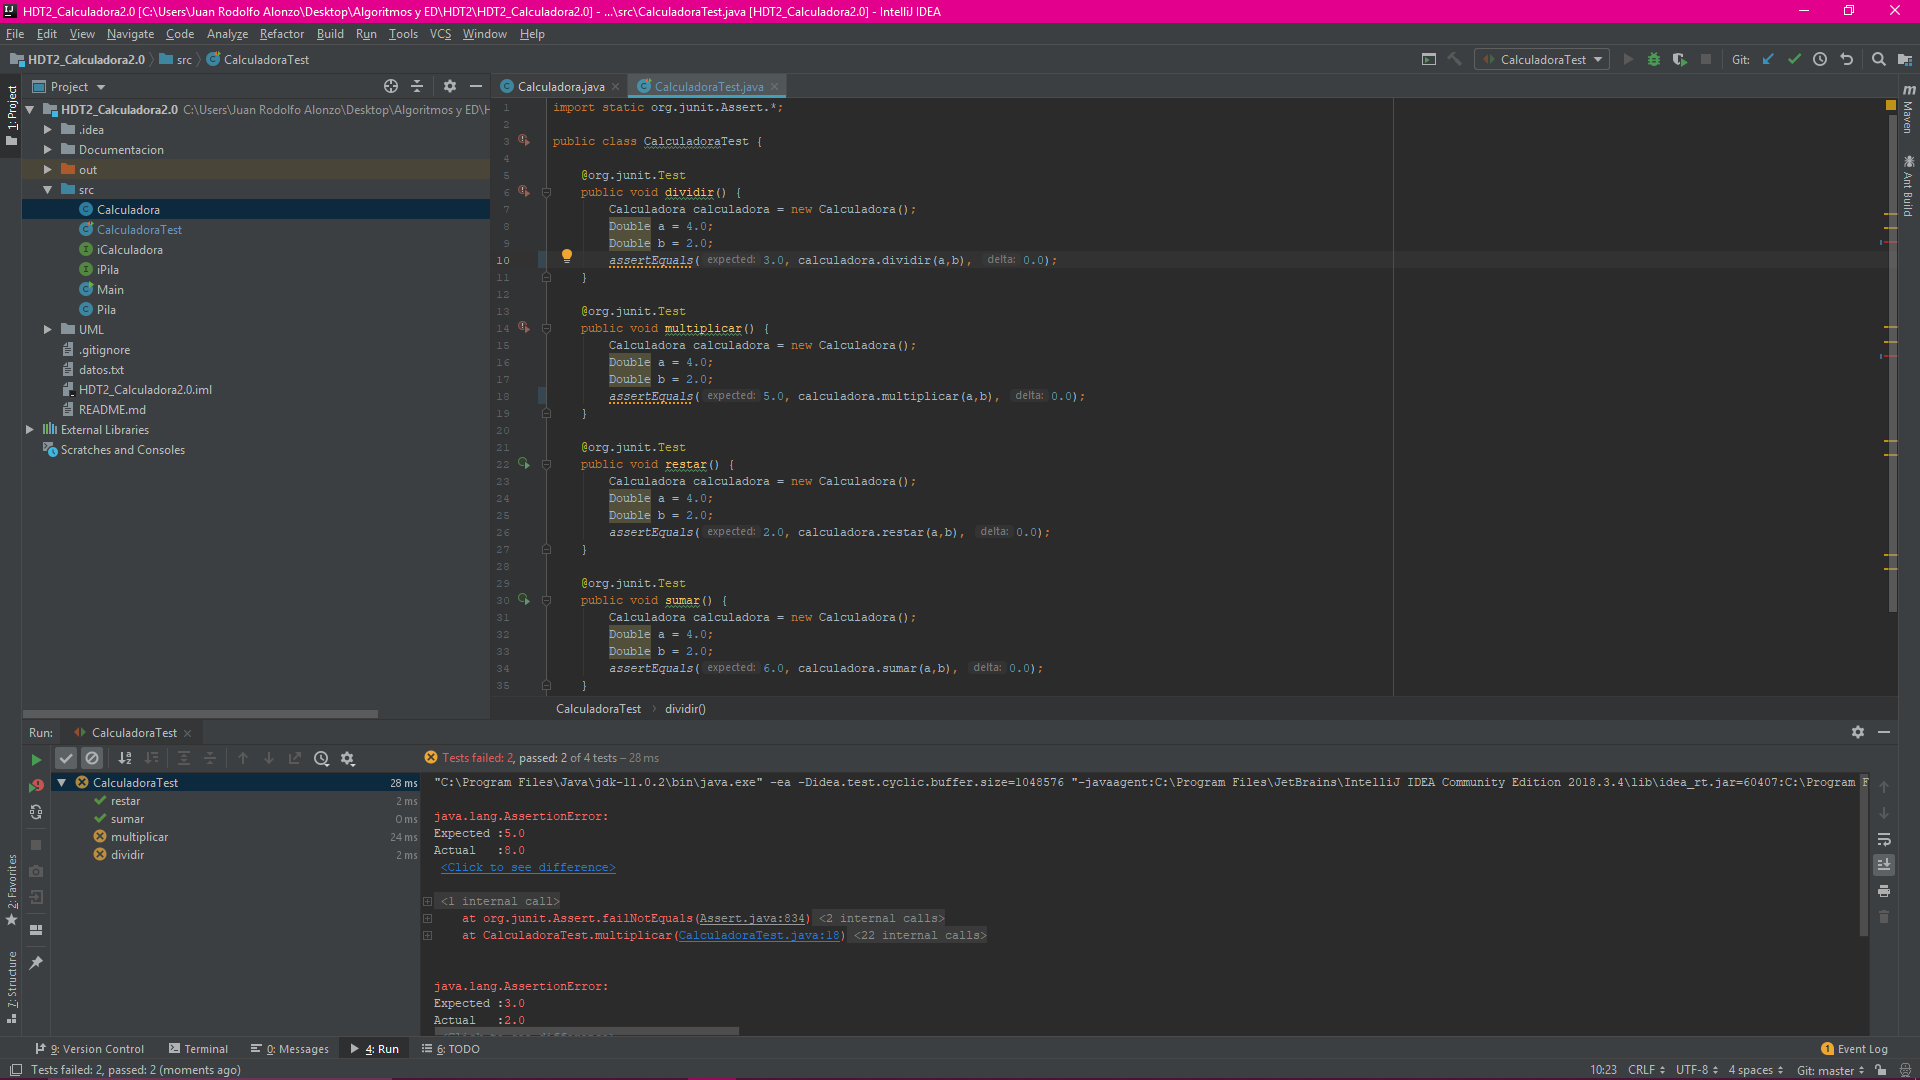 HDT2_Calculadora2.0 [C:\Users\Juan Rodolfo Alonzo\Desktop\Algoritmos y ED\HDT2\HDT2_Calculadora2.0] - ...\src\CalculadoraTest.java [HDT2_Calculadora2.0] - IntelliJ IDEA
File Edit View Navigate Code Analyze Refactor Build Run Tools VCS Window Help
HDT2_Calculadora2.0 src CalculadoraTest
CalculadoraTest Git:
1: Project
Project
HDT2_Calculadora2.0 C:\Users\Juan Rodolfo Alonzo\Desktop\Algoritmos y ED\H
.idea
Documentacion
out
src
Calculadora
CalculadoraTest
iCalculadora
iPila
Main
Pila
UML
.gitignore
datos.txt
HDT2_Calculadora2.0.iml
README.md
External Libraries
Scratches and Consoles
Calculadora.java CalculadoraTest.java
1 import static org.junit.Assert.*;
2
3 public class CalculadoraTest {
4
5 @org.junit.Test
6 public void dividir() {
7 Calculadora calculadora = new Calculadora();
8 Double a = 4.0;
9 Double b = 2.0;
10 assertEquals( expected: 3.0, calculadora.dividir(a,b), delta: 0.0);
11 }
12
13 @org.junit.Test
14 public void multiplicar() {
15 Calculadora calculadora = new Calculadora();
16 Double a = 4.0;
17 Double b = 2.0;
18 assertEquals( expected: 5.0, calculadora.multiplicar(a,b), delta: 0.0);
19 }
20
21 @org.junit.Test
22 public void restar() {
23 Calculadora calculadora = new Calculadora();
24 Double a = 4.0;
25 Double b = 2.0;
26 assertEquals( expected: 2.0, calculadora.restar(a,b), delta: 0.0);
27 }
28
29 @org.junit.Test
30 public void sumar() {
31 Calculadora calculadora = new Calculadora();
32 Double a = 4.0;
33 Double b = 2.0;
34 assertEquals( expected: 6.0, calculadora.sumar(a,b), delta: 0.0);
35 }
CalculadoraTest dividir()
m Maven
Ant Build
Run: CalculadoraTest
Tests failed: 2, passed: 2 of 4 tests – 28 ms
CalculadoraTest 28 ms
restar 2 ms
sumar 0 ms
multiplicar 24 ms
dividir 2 ms
"C:\Program Files\Java\jdk-11.0.2\bin\java.exe" -ea -Didea.test.cyclic.buffer.size=1048576 "-javaagent:C:\Program Files\JetBrains\IntelliJ IDEA Community Edition 2018.3.4\lib\idea_rt.jar=60407:C:\Program F
java.lang.AssertionError:
Expected :5.0
Actual :8.0
<Click to see difference>
<1 internal call>
at org.junit.Assert.failNotEquals(Assert.java:834) <2 internal calls>
at CalculadoraTest.multiplicar(CalculadoraTest.java:18) <22 internal calls>
java.lang.AssertionError:
Expected :3.0
Actual :2.0
2: Favorites
7: Structure
9: Version Control Terminal 0: Messages 4: Run 6: TODO
1 Event Log
Tests failed: 2, passed: 2 (moments ago)
10:23 CRLF UTF-8 4 spaces Git: master